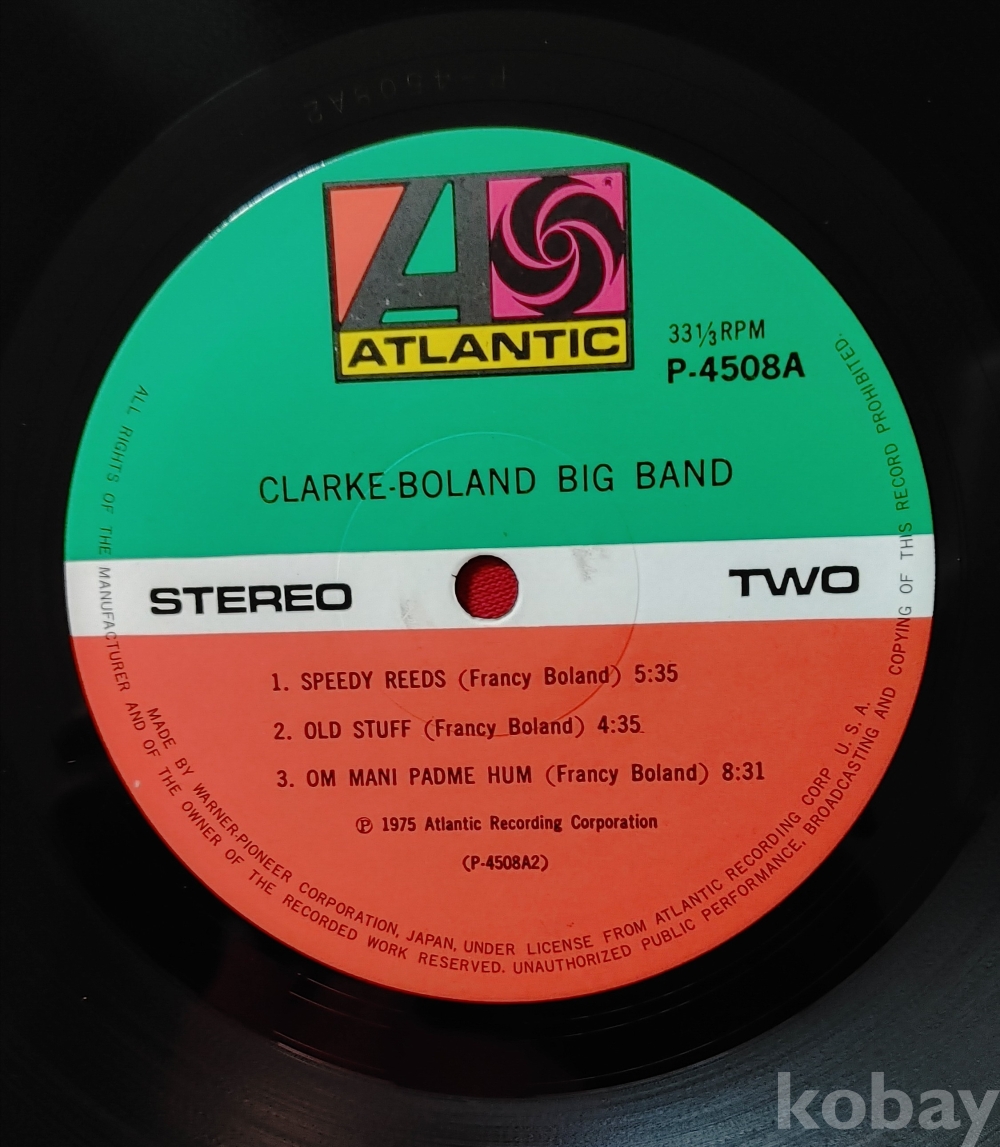 P-4508A2
ATLANTIC
®
33⅓ RPM
P-4508A
CLARKE-BOLAND BIG BAND
STEREO
TWO
1. SPEEDY REEDS (Francy Boland) 5:35
2. OLD STUFF (Francy Boland) 4:35
3. OM MANI PADME HUM (Francy Boland) 8:31
Ⓟ 1975 Atlantic Recording Corporation
(P-4508A2)
MADE BY WARNER-PIONEER CORPORATION, JAPAN, UNDER LICENSE FROM ATLANTIC RECORDING CORP. U. S. A.
ALL RIGHTS OF THE MANUFACTURER AND OF THE OWNER OF THE RECORDED WORK RESERVED. UNAUTHORIZED PUBLIC PERFORMANCE, BROADCASTING AND COPYING OF THIS RECORD PROHIBITED.
kobay